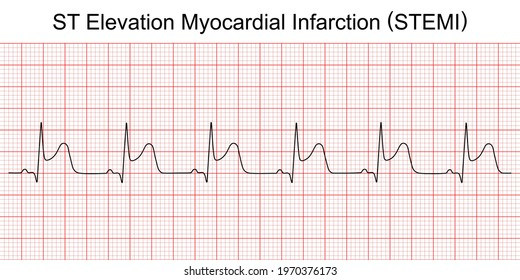 ST Elevation Myocardial Infarction (STEMI)
shutterstock.com · 1970376173